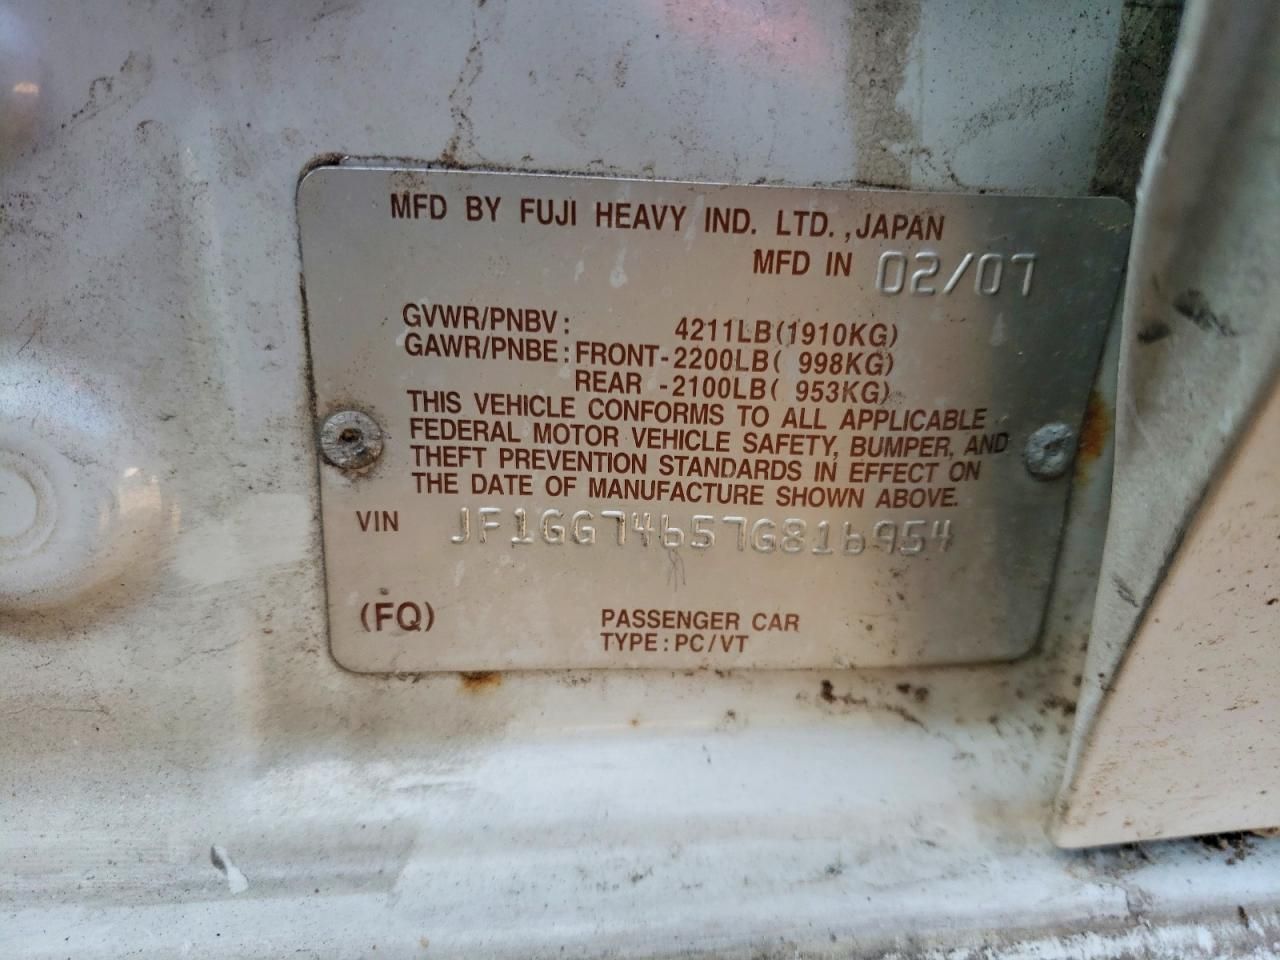 MFD BY FUJI HEAVY IND. LTD.,JAPAN
MFD IN 02/07
GVWR/PNBV: 4211LB(1910KG)
GAWR/PNBE: FRONT-2200LB( 998KG)
REAR -2100LB( 953KG)
THIS VEHICLE CONFORMS TO ALL APPLICABLE
FEDERAL MOTOR VEHICLE SAFETY, BUMPER, AND
THEFT PREVENTION STANDARDS IN EFFECT ON
THE DATE OF MANUFACTURE SHOWN ABOVE.
VIN JF1GG74657G816954
(FQ) PASSENGER CAR
TYPE: PC/VT